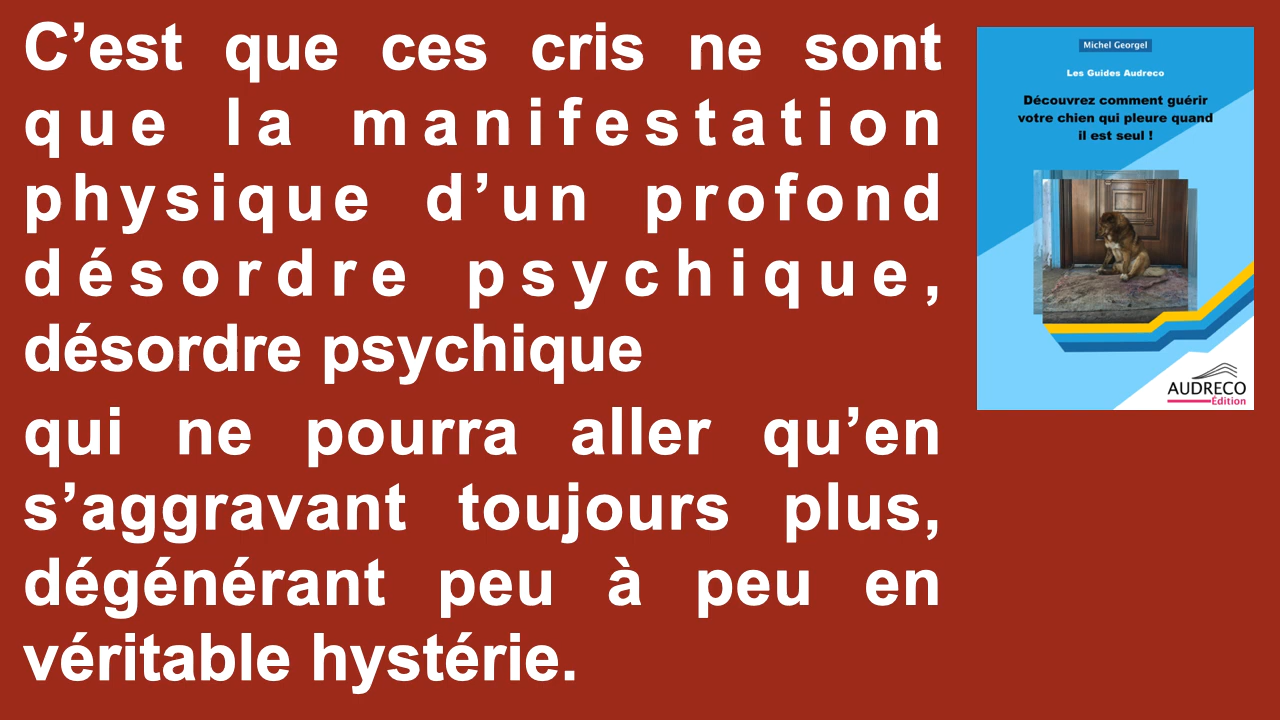 C’est que ces cris ne sont
que la manifestation
physique d’un profond
désordre psychique,
désordre psychique
qui ne pourra aller qu’en
s’aggravant toujours plus,
dégénérant peu à peu en
véritable hystérie.
Michel Georgel
Les Guides Audreco
Découvrez comment guérir
votre chien qui pleure quand
il est seul !
AUDRECO
Édition